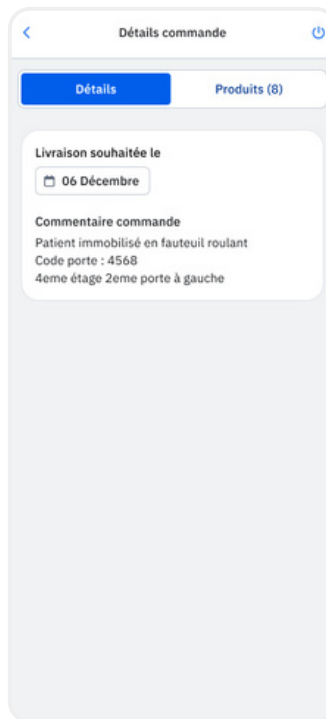 Détails commande
Détails
Produits (8)
Livraison souhaitée le
06 Décembre
Commentaire commande
Patient immobilisé en fauteuil roulant
Code porte : 4568
4eme étage 2eme porte à gauche